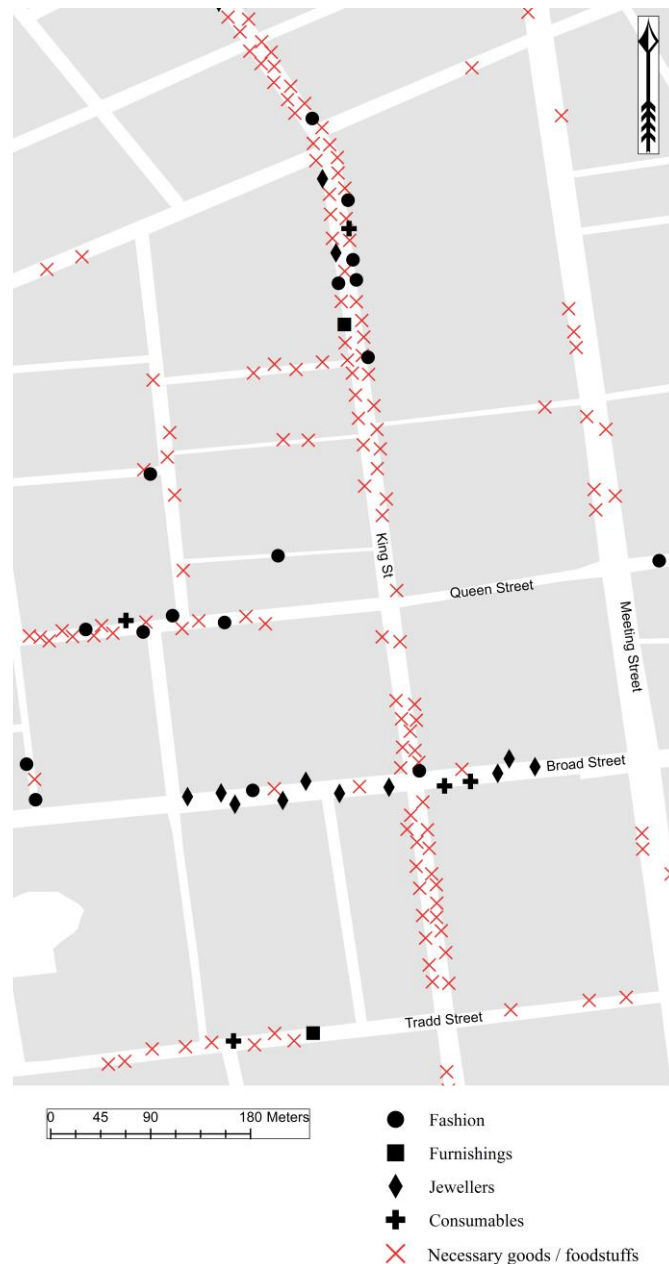 King St
Queen Street
Meeting Street
Broad Street
Tradd Street
0 45 90 180 Meters
Fashion
Furnishings
Jewellers
Consumables
Necessary goods / foodstuffs